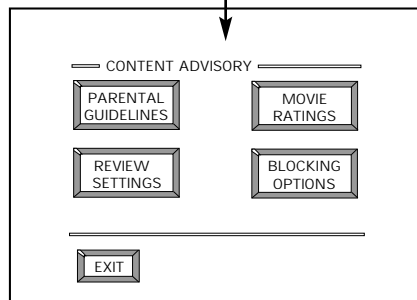 CONTENT ADVISORY
PARENTAL
GUIDELINES
MOVIE
RATINGS
REVIEW
SETTINGS
BLOCKING
OPTIONS
EXIT